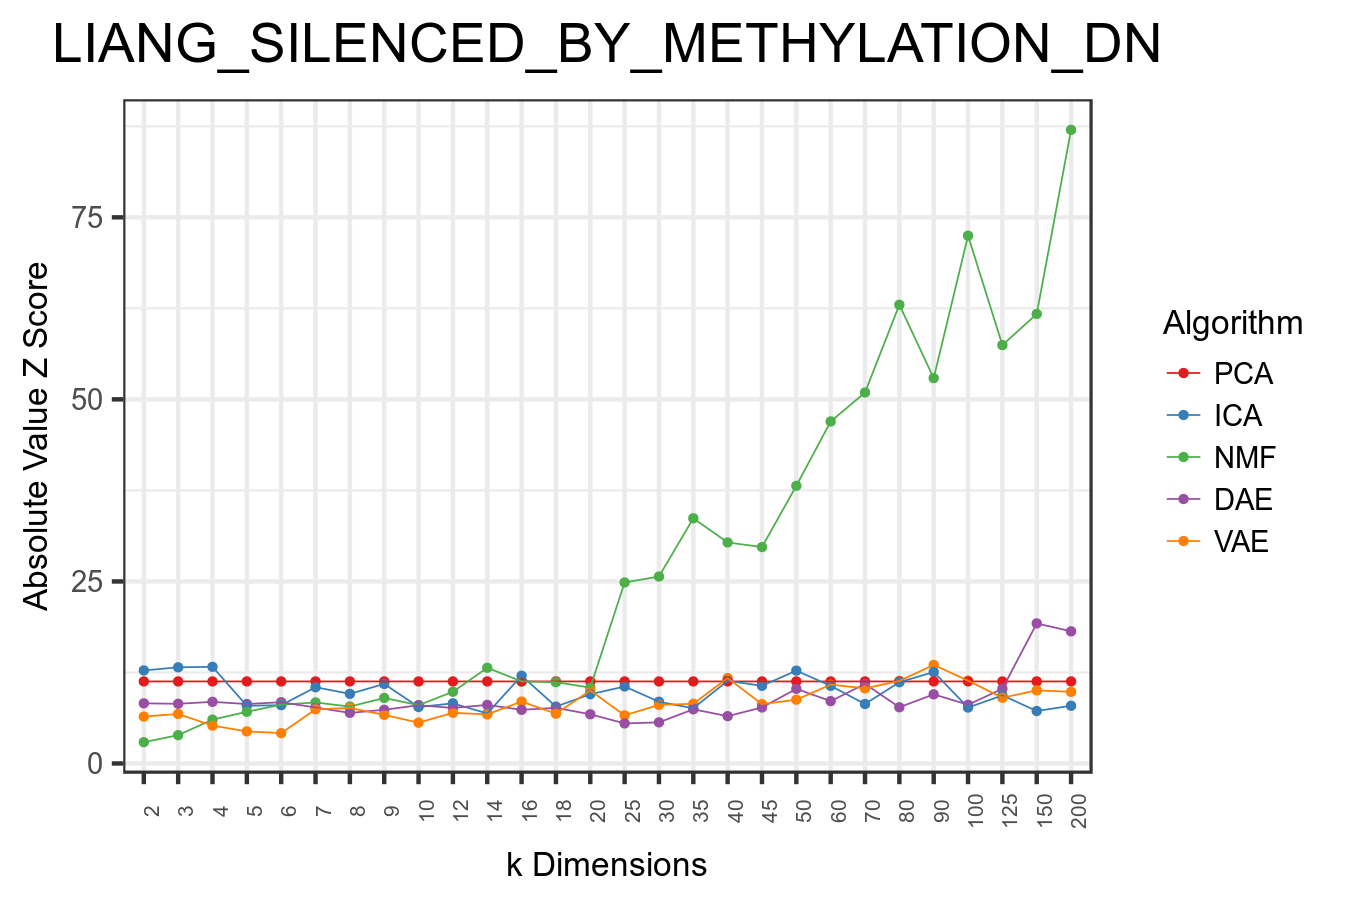 LIANG_SILENCED_BY_METHYLATION_DN
Absolute Value Z Score
75
50
25
0
2 3 4 5 6 7 8 9 10 12 14 16 18 20 25 30 35 40 45 50 60 70 80 90 100 125 150 200
k Dimensions
Algorithm
PCA
ICA
NMF
DAE
VAE